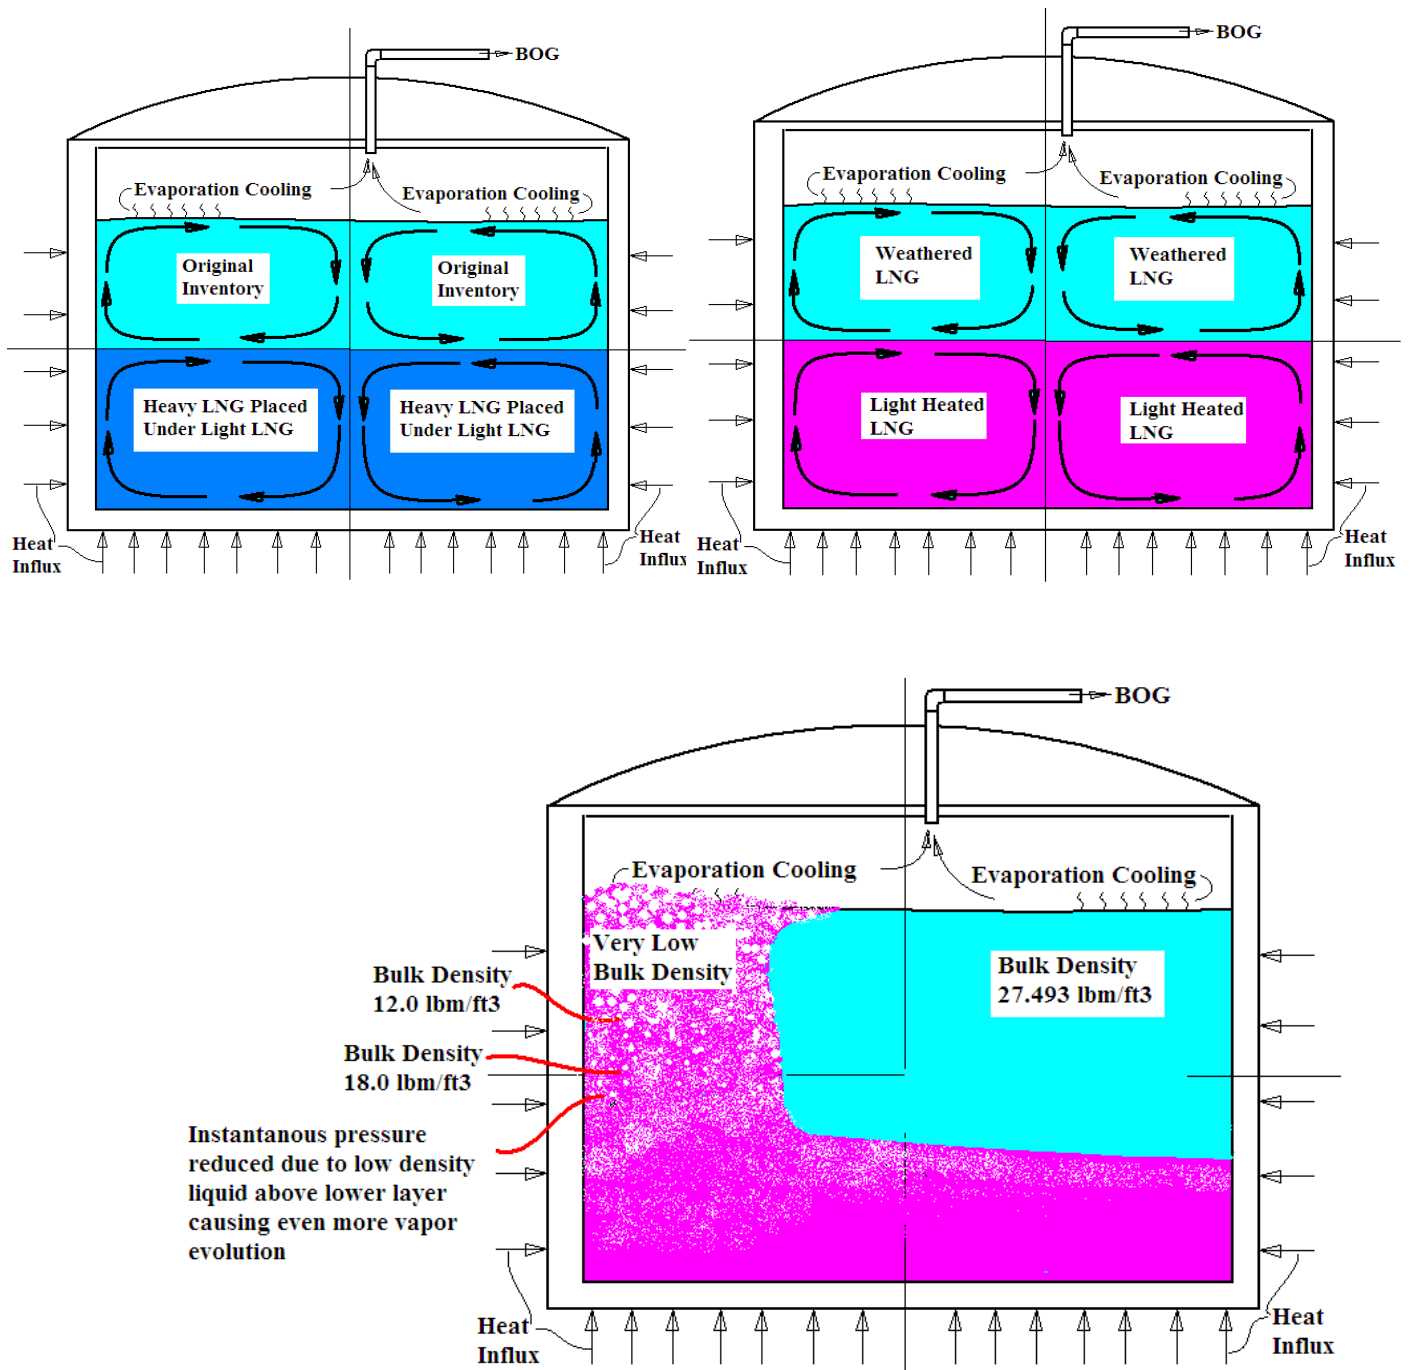 BOG
Evaporation Cooling
Evaporation Cooling
Original
Inventory
Original
Inventory
Heavy LNG Placed
Under Light LNG
Heavy LNG Placed
Under Light LNG
Heat
Influx
Heat
Influx
BOG
Evaporation Cooling
Evaporation Cooling
Weathered
LNG
Weathered
LNG
Light Heated
LNG
Light Heated
LNG
Heat
Influx
Heat
Influx
BOG
Evaporation Cooling
Evaporation Cooling
Very Low
Bulk Density
Bulk Density
27.493 lbm/ft3
Bulk Density
12.0 lbm/ft3
Bulk Density
18.0 lbm/ft3
Instantanous pressure
reduced due to low density
liquid above lower layer
causing even more vapor
evolution
Heat
Influx
Heat
Influx